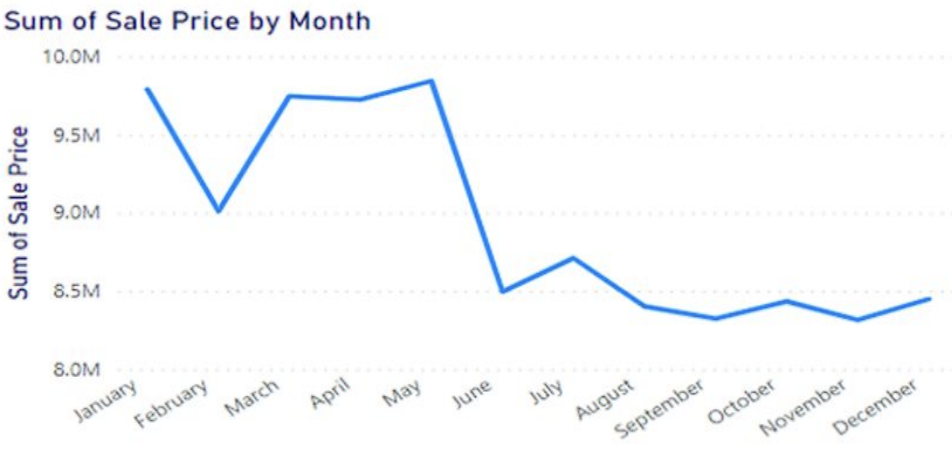 Sum of Sale Price by Month
10.0M
9.5M
9.0M
8.5M
8.0M
Sum of Sale Price
January
February
March
April
May
June
July
August
September
October
November
December